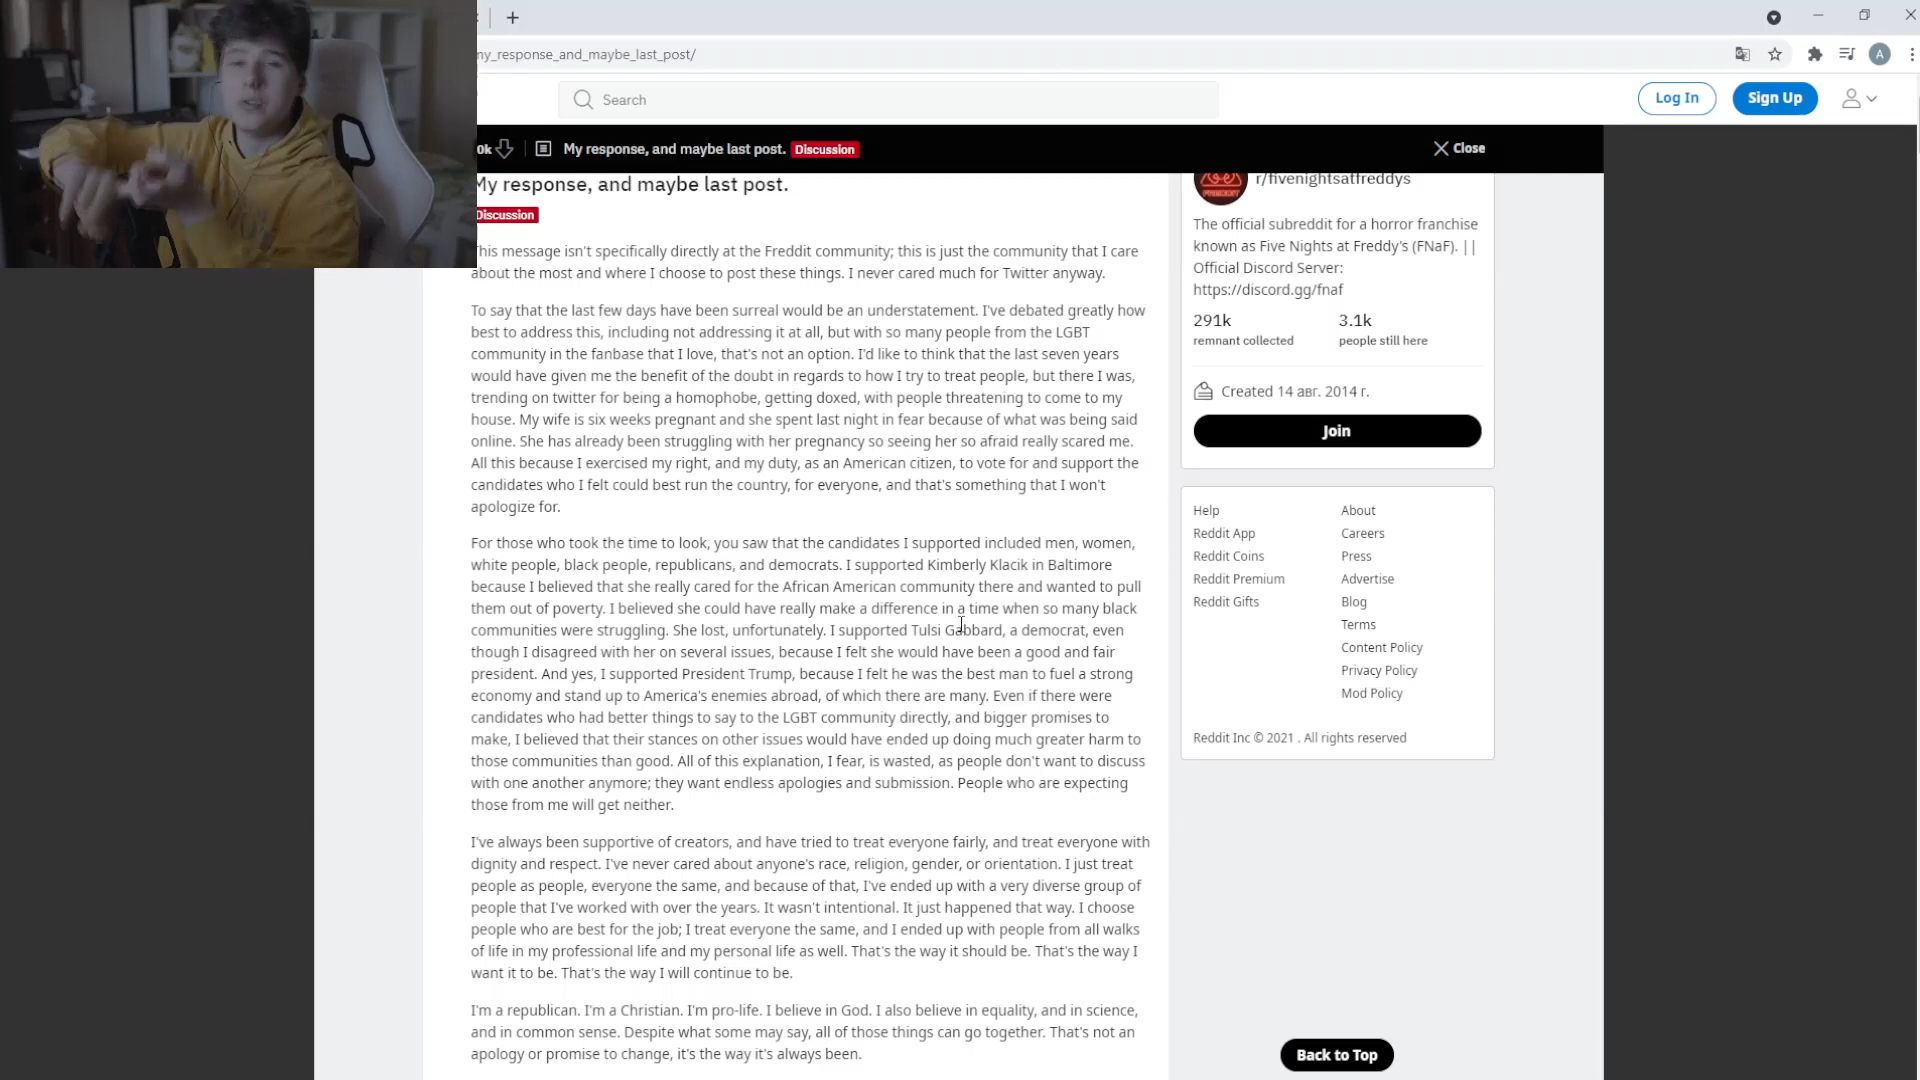 my_response_and_maybe_last_post/
A
Search
Log In
Sign Up
0k
My response, and maybe last post. Discussion
Close
My response, and maybe last post.
Discussion
This message isn't specifically directly at the Freddit community; this is just the community that I care
about the most and where I choose to post these things. I never cared much for Twitter anyway.
To say that the last few days have been surreal would be an understatement. I've debated greatly how
best to address this, including not addressing it at all, but with so many people from the LGBT
community in the fanbase that I love, that's not an option. I'd like to think that the last seven years
would have given me the benefit of the doubt in regards to how I try to treat people, but there I was,
trending on twitter for being a homophobe, getting doxed, with people threatening to come to my
house. My wife is six weeks pregnant and she spent last night in fear because of what was being said
online. She has already been struggling with her pregnancy so seeing her so afraid really scared me.
All this because I exercised my right, and my duty, as an American citizen, to vote for and support the
candidates who I felt could best run the country, for everyone, and that's something that I won't
apologize for.
For those who took the time to look, you saw that the candidates I supported included men, women,
white people, black people, republicans, and democrats. I supported Kimberly Klacik in Baltimore
because I believed that she really cared for the African American community there and wanted to pull
them out of poverty. I believed she could have really make a difference in a time when so many black
communities were struggling. She lost, unfortunately. I supported Tulsi Gabbard, a democrat, even
though I disagreed with her on several issues, because I felt she would have been a good and fair
president. And yes, I supported President Trump, because I felt he was the best man to fuel a strong
economy and stand up to America's enemies abroad, of which there are many. Even if there were
candidates who had better things to say to the LGBT community directly, and bigger promises to
make, I believed that their stances on other issues would have ended up doing much greater harm to
those communities than good. All of this explanation, I fear, is wasted, as people don't want to discuss
with one another anymore; they want endless apologies and submission. People who are expecting
those from me will get neither.
I've always been supportive of creators, and have tried to treat everyone fairly, and treat everyone with
dignity and respect. I've never cared about anyone's race, religion, gender, or orientation. I just treat
people as people, everyone the same, and because of that, I've ended up with a very diverse group of
people that I've worked with over the years. It wasn't intentional. It just happened that way. I choose
people who are best for the job; I treat everyone the same, and I ended up with people from all walks
of life in my professional life and my personal life as well. That's the way it should be. That's the way I
want it to be. That's the way I will continue to be.
I'm a republican. I'm a Christian. I'm pro-life. I believe in God. I also believe in equality, and in science,
and in common sense. Despite what some may say, all of those things can go together. That's not an
apology or promise to change, it's the way it's always been.
r/fivenightsatfreddys
The official subreddit for a horror franchise
known as Five Nights at Freddy's (FNaF). ||
Official Discord Server:
https://discord.gg/fnaf
291k 3.1k
remnant collected people still here
Created 14 авг. 2014 г.
Join
Help About
Reddit App Careers
Reddit Coins Press
Reddit Premium Advertise
Reddit Gifts Blog
Terms
Content Policy
Privacy Policy
Mod Policy
Reddit Inc © 2021 . All rights reserved
Back to Top